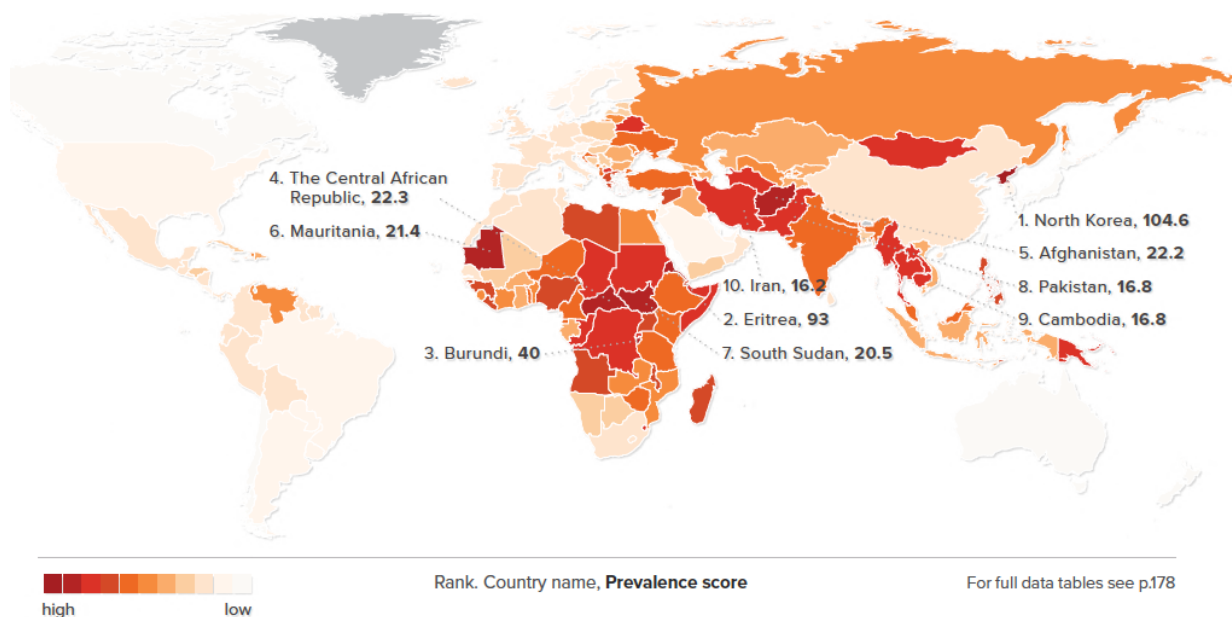 4. The Central African
Republic, 22.3
6. Mauritania, 21.4
1. North Korea, 104.6
5. Afghanistan, 22.2
10. Iran, 16.2
8. Pakistan, 16.8
2. Eritrea, 93
9. Cambodia, 16.8
3. Burundi, 40
7. South Sudan, 20.5
high
low
Rank. Country name, Prevalence score
For full data tables see p.178